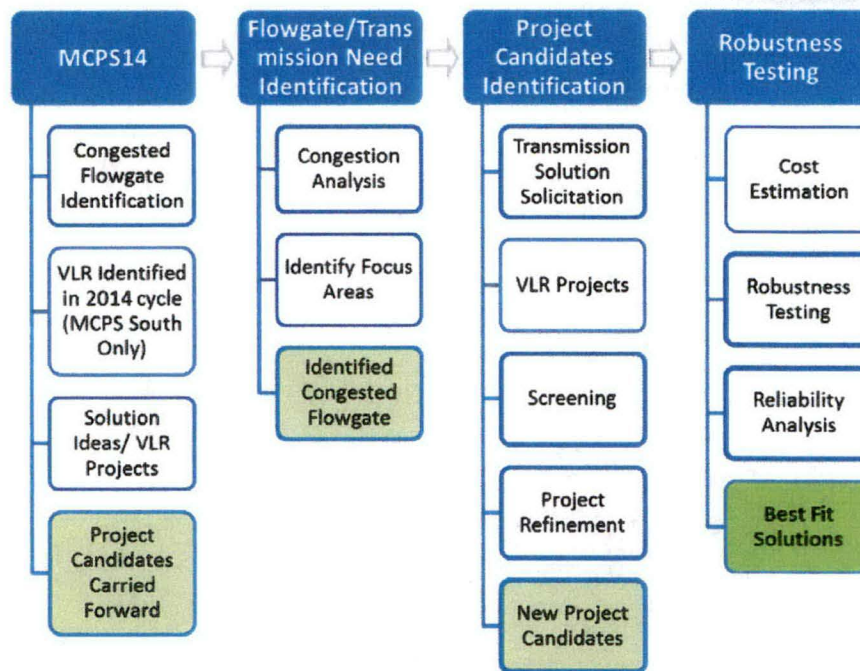 MCPS14
Congested
Flowgate
Identification
VLR Identified
in 2014 cycle
(MCPS South
Only)
Solution
Ideas/ VLR
Projects
Project
Candidates
Carried
Forward
Flowgate/Trans
mission Need
Identification
Congestion
Analysis
Identify Focus
Areas
Identified
Congested
Flowgate
Project
Candidates
Identification
Transmission
Solution
Solicitation
VLR Projects
Screening
Project
Refinement
New Project
Candidates
Robustness
Testing
Cost
Estimation
Robustness
Testing
Reliability
Analysis
Best Fit
Solutions